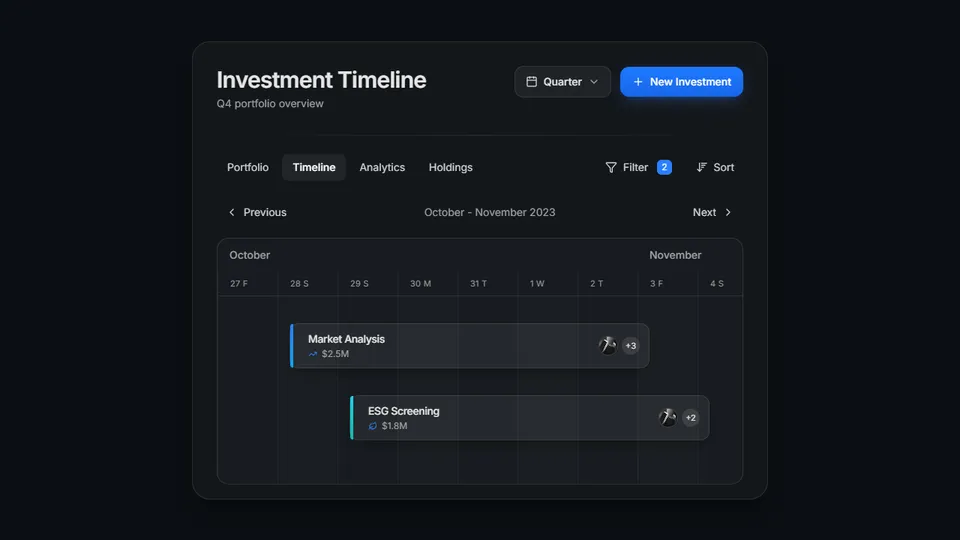 Investment Timeline
Q4 portfolio overview
Quarter
New Investment
Portfolio
Timeline
Analytics
Holdings
Filter 2
Sort
Previous
October - November 2023
Next
October
November
27 F
28 S
29 S
30 M
31 T
1 W
2 T
3 F
4 S
Market Analysis
$2.5M
+3
ESG Screening
$1.8M
+2